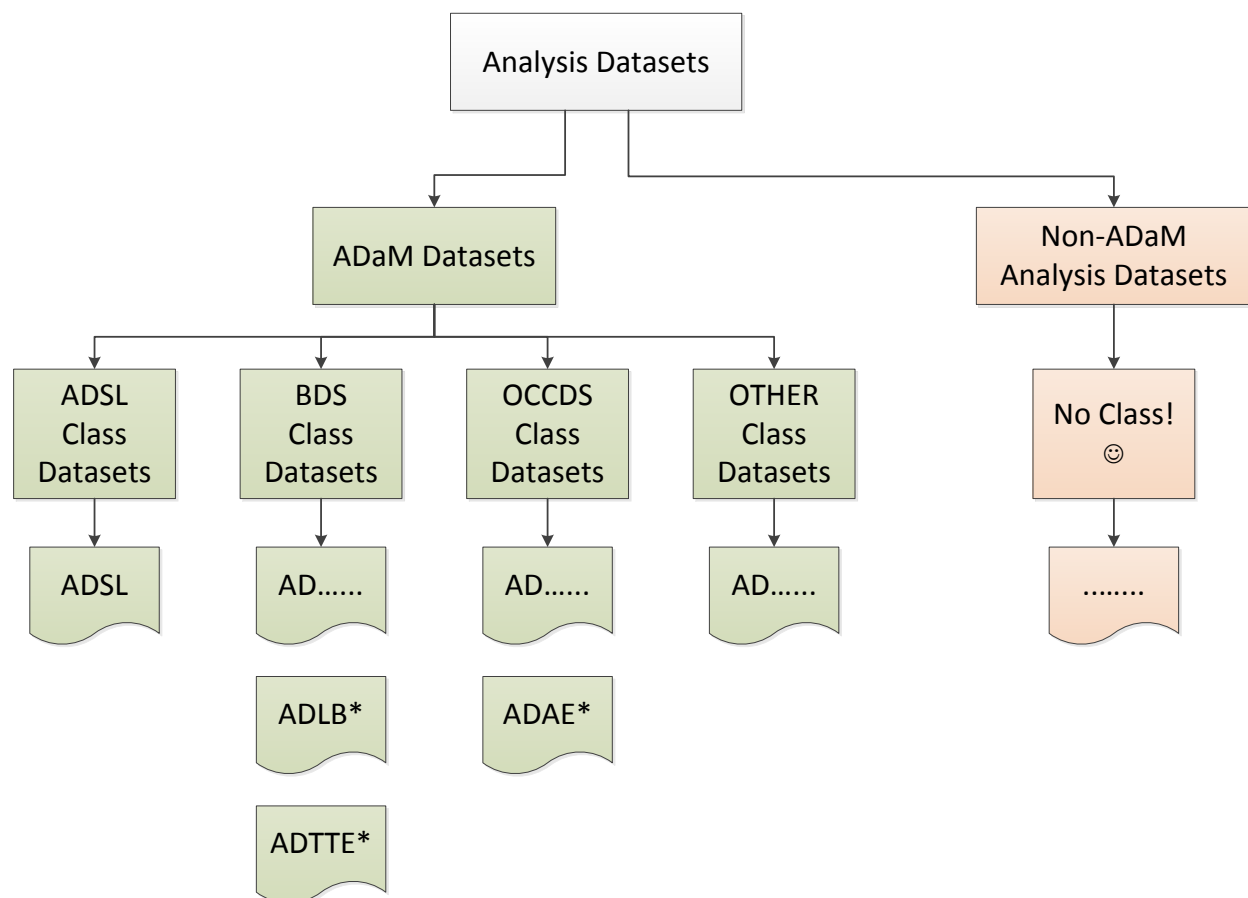 Analysis Datasets
ADaM Datasets
Non-ADaM
Analysis Datasets
ADSL
Class
Datasets
BDS
Class
Datasets
OCCDS
Class
Datasets
OTHER
Class
Datasets
No Class!
☺
ADSL
AD…...
AD…...
AD…...
……...
ADLB*
ADAE*
ADTTE*